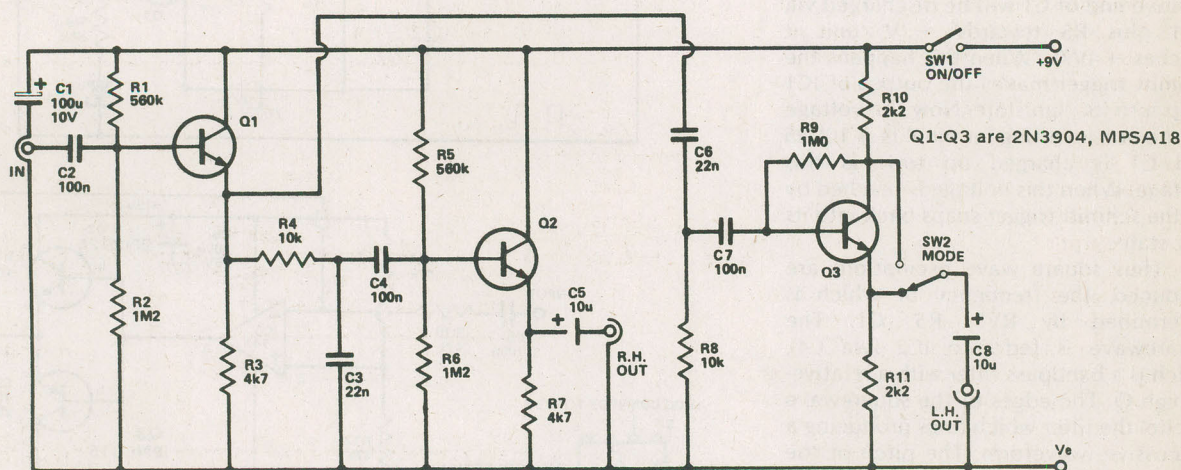 C1
100u
10V
IN
C2
100n
R1
560k
R2
1M2
Q1
R3
4k7
R4
10k
C3
22n
C4
100n
R5
560k
R6
1M2
Q2
C5
10u
R.H.
OUT
R7
4k7
C6
22n
C7
100n
R8
10k
R9
1M0
Q3
R10
2k2
R11
2k2
SW1
ON/OFF
+9V
Q1-Q3 are 2N3904, MPSA18
SW2
MODE
C8
10u
L.H.
OUT